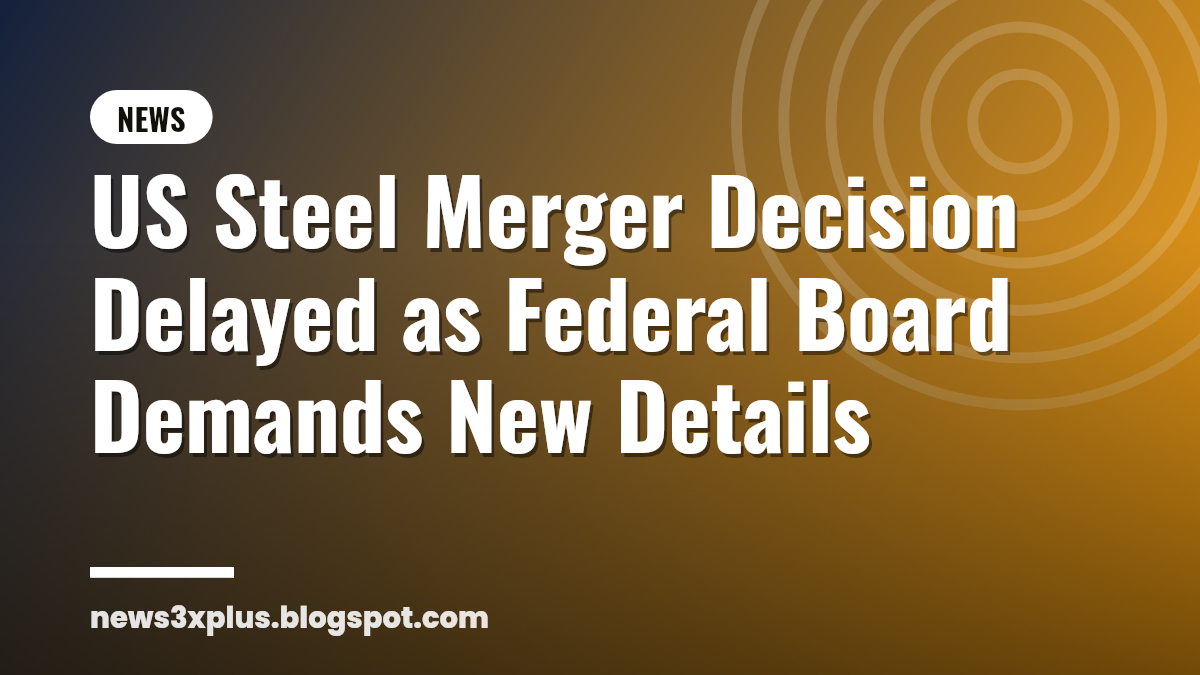 NEWS
US Steel Merger Decision
Delayed as Federal Board
Demands New Details
news3xplus.blogspot.com